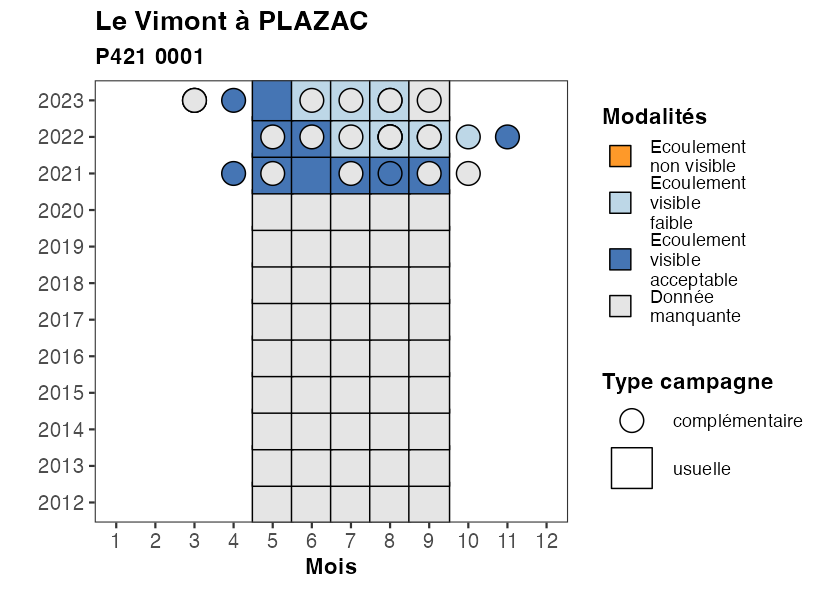 Le Vimont à PLAZAC
P421 0001
2023
2022
2021
2020
2019
2018
2017
2016
2015
2014
2013
2012
1 2 3 4 5 6 7 8 9 10 11 12
Mois
Modalités
Ecoulement
non visible
Ecoulement
visible
faible
Ecoulement
visible
acceptable
Donnée
manquante
Type campagne
complémentaire
usuelle